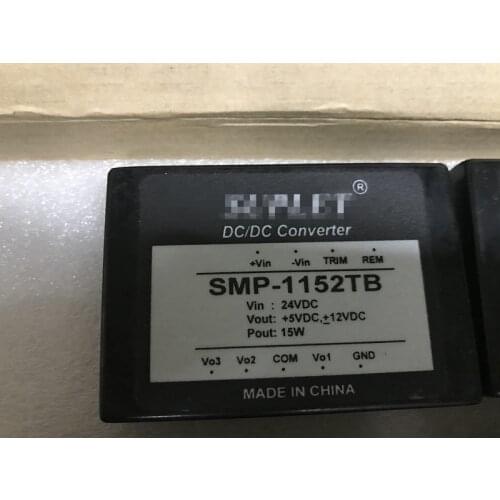 ®
DC/DC Converter
+Vin -Vin TRIM REM
SMP-1152TB
Vin : 24VDC
Vout: +5VDC,±12VDC
Pout: 15W
Vo3 Vo2 COM Vo1 GND
MADE IN CHINA